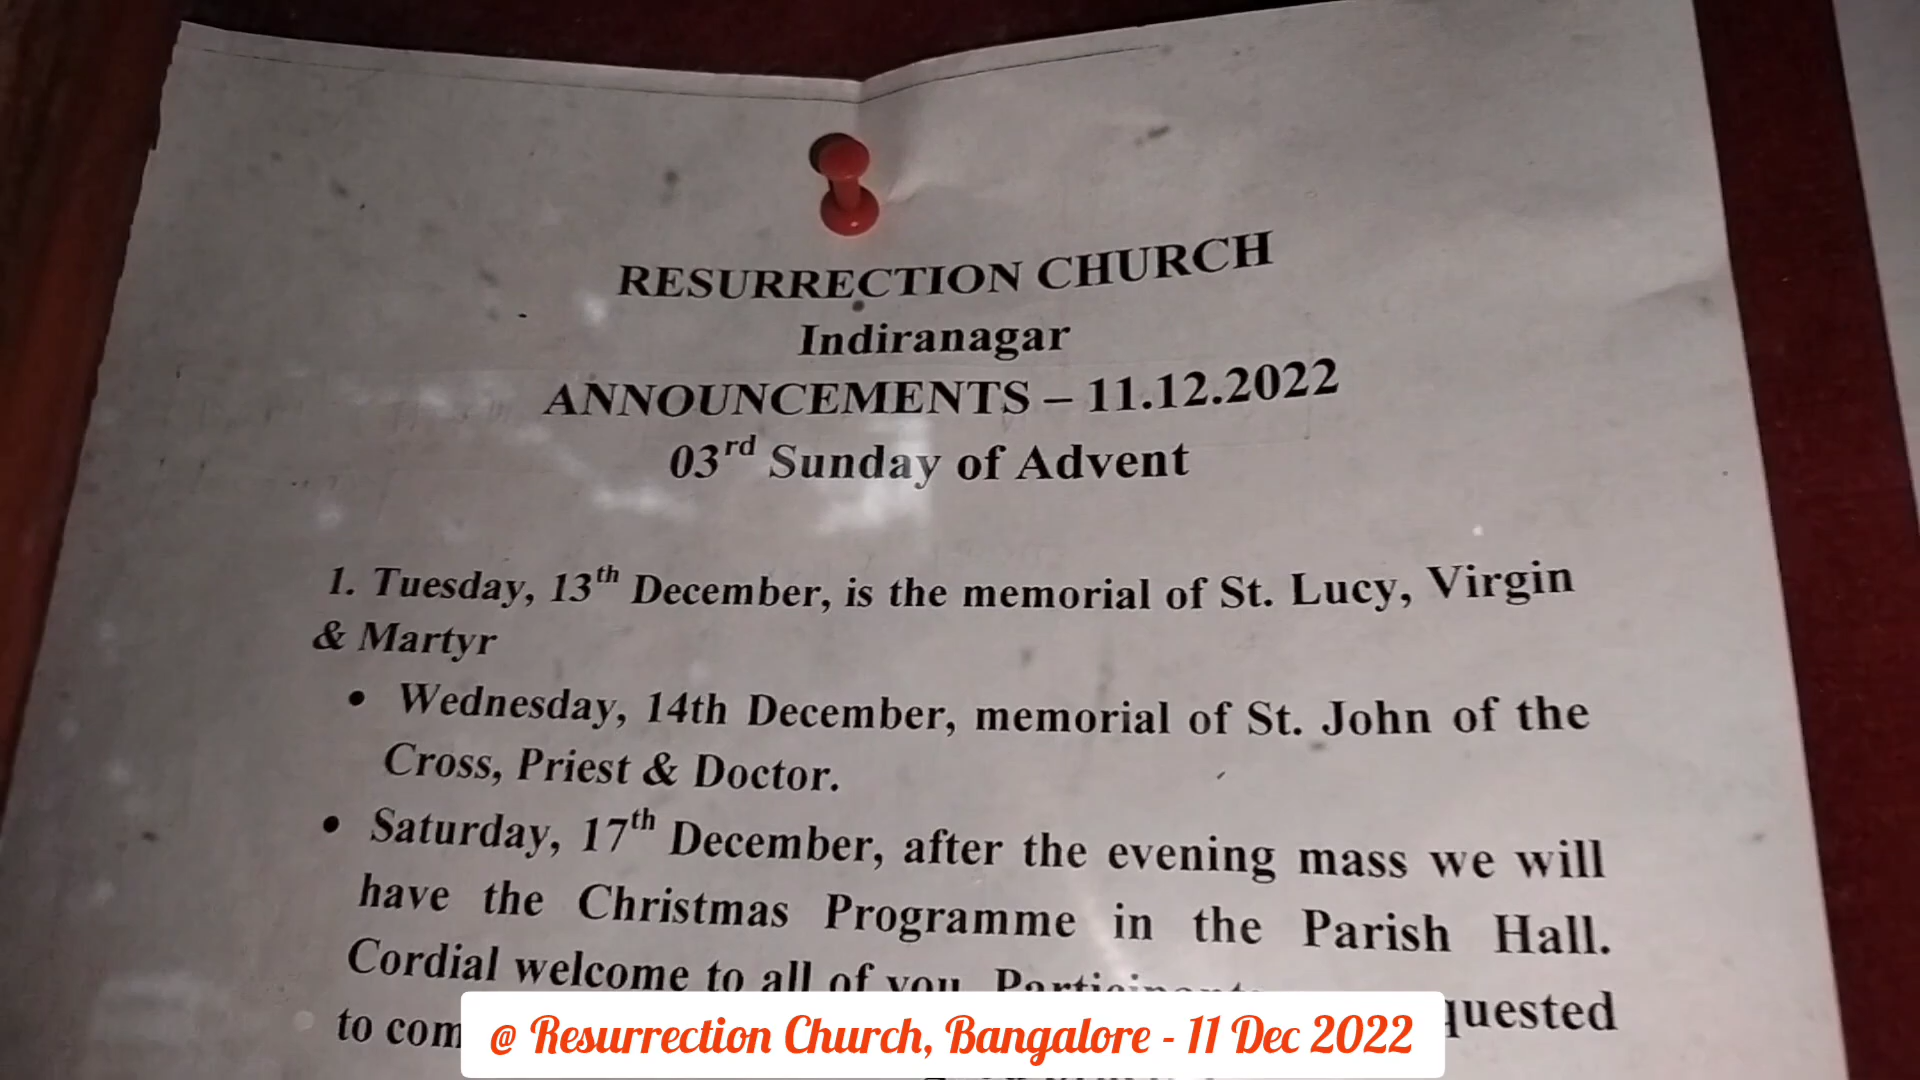 RESURRECTION CHURCH
Indiranagar
ANNOUNCEMENTS – 11.12.2022
03rd Sunday of Advent
1. Tuesday, 13th December, is the memorial of St. Lucy, Virgin
& Martyr
• Wednesday, 14th December, memorial of St. John of the
Cross, Priest & Doctor.
• Saturday, 17th December, after the evening mass we will
have the Christmas Programme in the Parish Hall.
Cordial welcome to all of you
@ Resurrection Church, Bangalore - 11 Dec 2022